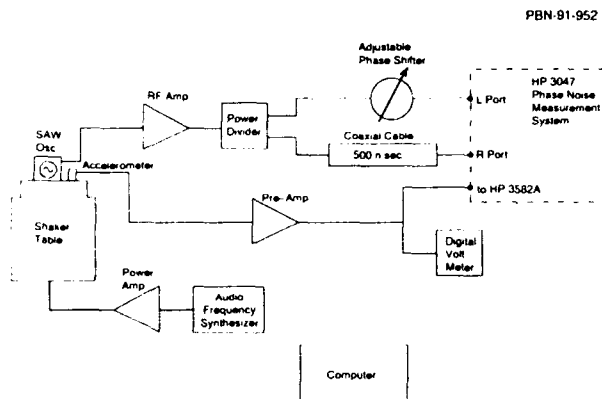 PBN-91-952
Adjustable
Phase Shifter
HP 3047
Phase Noise
Measurement
System
L Port
RF Amp
Power
Divider
Coaxial Cable
500 n sec
R Port
SAW
Osc
Accelerometer
to HP 3582A
Pre-Amp
Shaker
Table
Digital
Volt
Meter
Power
Amp
Audio
Frequency
Synthesizer
Computer